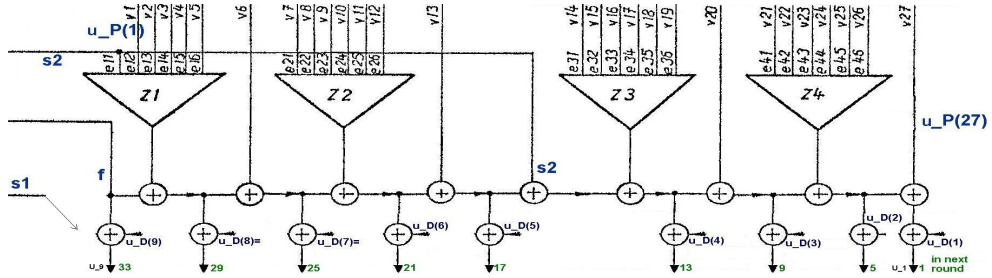 v1 v2 v3 v4 v5 v6 v7 v8 v9 v10 v11 v12 v13 v14 v15 v16 v17 v18 v19 v20 v21 v22 v23 v24 v25 v26 v27
u_P(1)
s2
e11 e12 e13 e14 e15 e16 e21 e22 e23 e24 e25 e26 e31 e32 e33 e34 e35 e36 e41 e42 e43 e44 e45 e46
Z1 Z2 Z3 Z4
u_P(27)
s2
f
s1
u_D(9) u_D(8)= u_D(7)= u_D(6) u_D(5) u_D(4) u_D(3) u_D(2) u_D(1)
u_9 33 29 25 21 17 13 9 5 u_1 1 in next
round